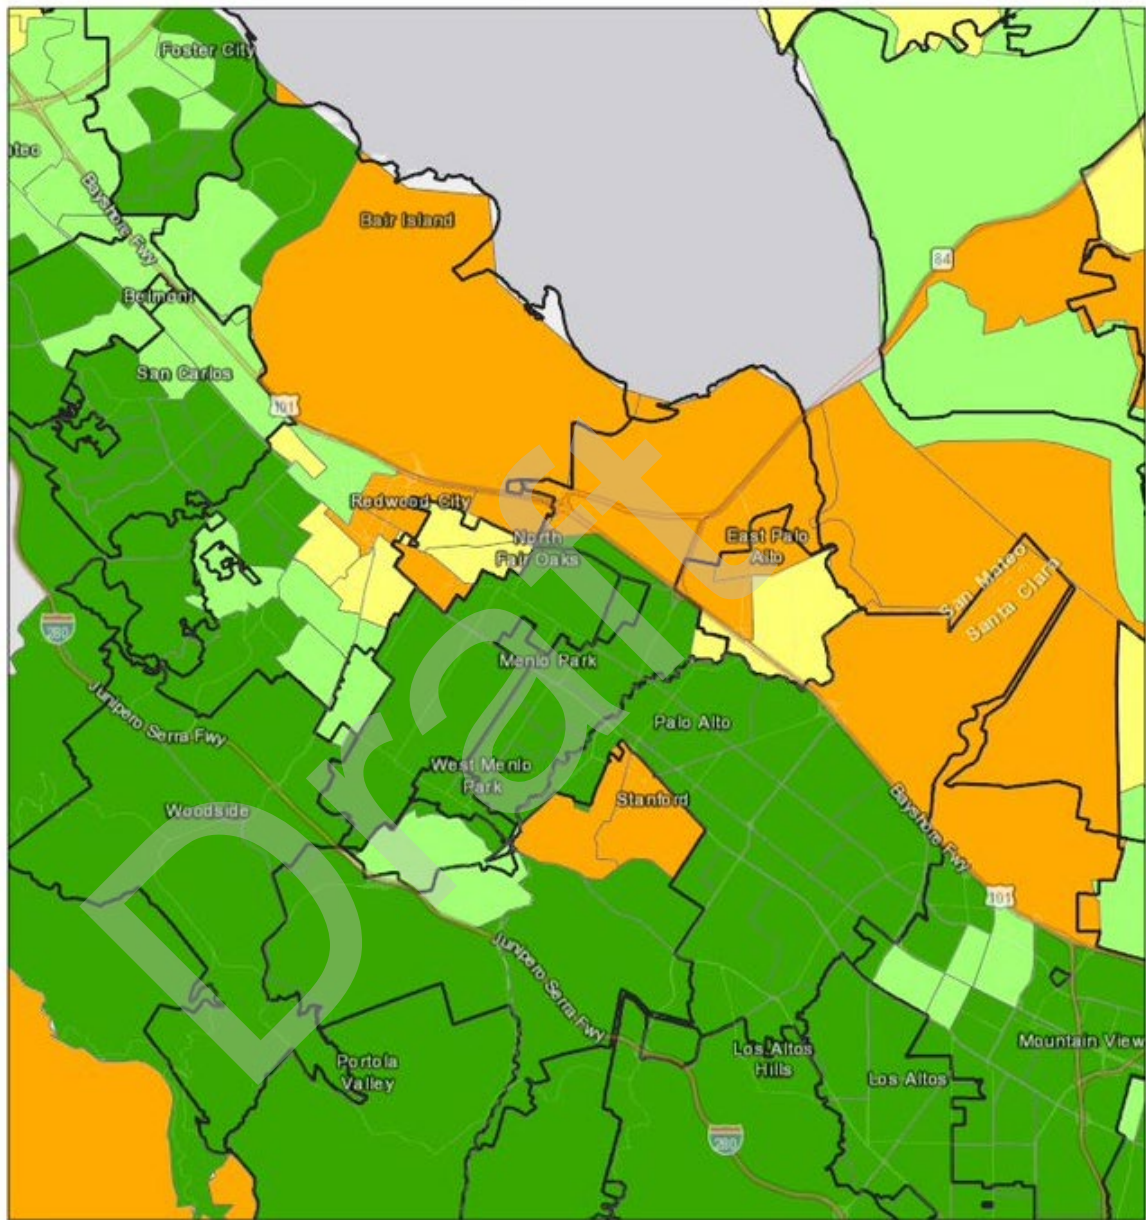 Foster City
ateo
Bair Island
Bayshore Fwy
84
Belmont
San Carlos
101
Redwood City
North
Fair Oaks
East Palo
Alto
San Mateo
Santa Clara
280
Menlo Park
Junipero Serra Fwy
Palo Alto
West Menlo
Park
Stanford
Woodside
Bayshore Fwy
101
Junipero Serra Fwy
Portola
Valley
Los Altos
Hills
Mountain View
Los Altos
280
Draft